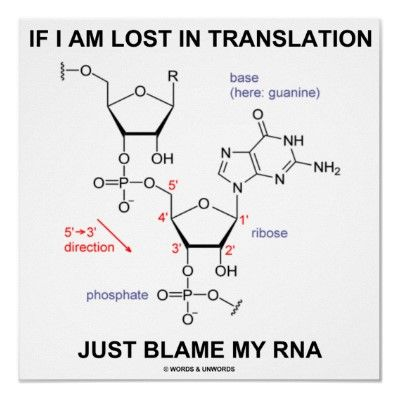 IF I AM LOST IN TRANSLATION
O
O
R
base
(here: guanine)
O
O
OH
N
NH
N
N
NH₂
O=P—O
O⁻
5'
4'
O
1'
5'→3'
direction
3'
2'
ribose
O
OH
phosphate
O=P—O
O⁻
JUST BLAME MY RNA
© WORDS & UNWORDS